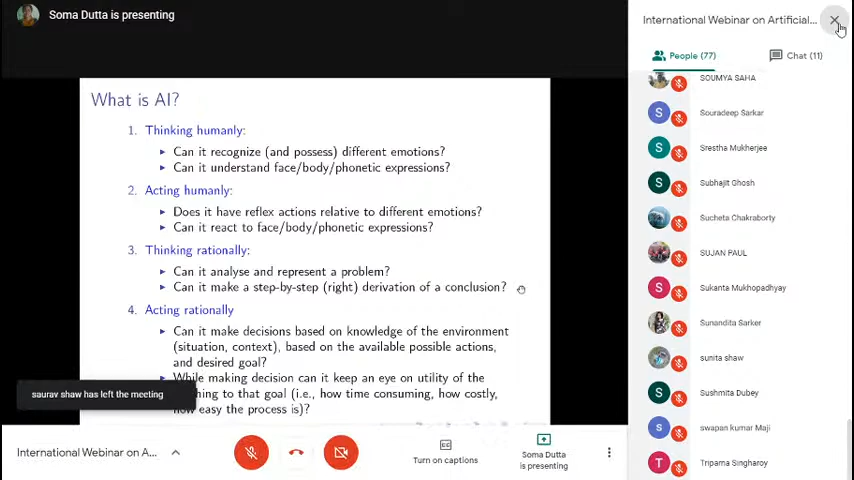 Soma Dutta is presenting
What is AI?
1. Thinking humanly:
▸ Can it recognize (and possess) different emotions?
▸ Can it understand face/body/phonetic expressions?
2. Acting humanly:
▸ Does it have reflex actions relative to different emotions?
▸ Can it react to face/body/phonetic expressions?
3. Thinking rationally:
▸ Can it analyse and represent a problem?
▸ Can it make a step-by-step (right) derivation of a conclusion?
4. Acting rationally
▸ Can it make decisions based on knowledge of the environment
(situation, context), based on the available possible actions,
and desired goal?
While making decision can it keep an eye on utility of the
to that goal (i.e., how time consuming, how costly,
easy the process is)?
saurav shaw has left the meeting
International Webinar on A...
Turn on captions
Soma Dutta
is presenting
International Webinar on Artificial...
People (77)
Chat (11)
SOUMYA SAHA
S Souradeep Sarkar
S Srestha Mukherjee
S Subhajit Ghosh
Sucheta Chakraborty
SUJAN PAUL
S Sukanta Mukhopadhyay
Sunandita Sarker
sunita shaw
S Sushmita Dubey
s swapan kumar Maji
T Triparna Singharoy